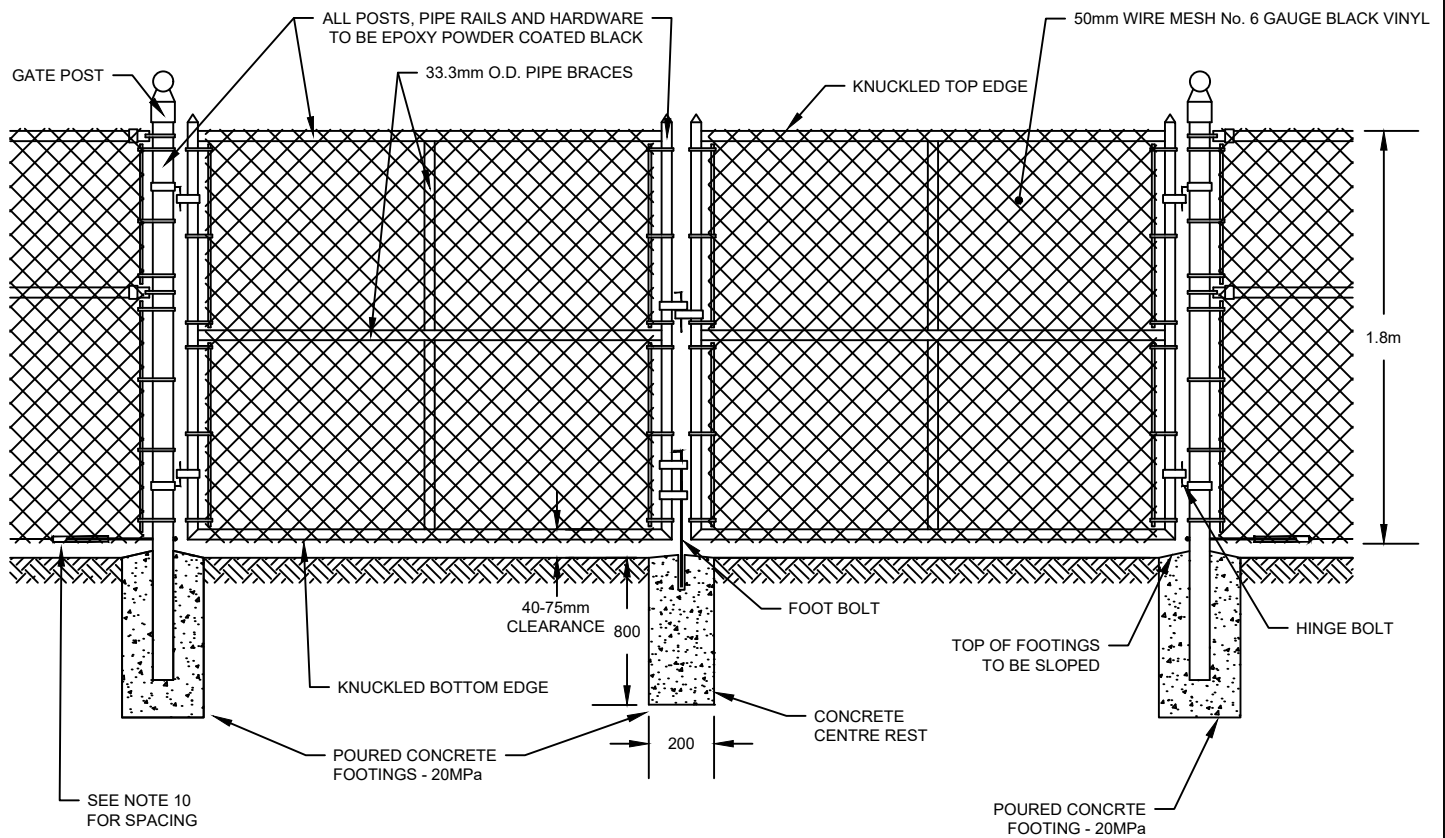 ALL POSTS, PIPE RAILS AND HARDWARE
TO BE EPOXY POWDER COATED BLACK
50mm WIRE MESH No. 6 GAUGE BLACK VINYL
GATE POST
33.3mm O.D. PIPE BRACES
KNUCKLED TOP EDGE
1.8m
40-75mm
CLEARANCE
800
FOOT BOLT
HINGE BOLT
TOP OF FOOTINGS
TO BE SLOPED
KNUCKLED BOTTOM EDGE
CONCRETE
CENTRE REST
200
POURED CONCRETE
FOOTINGS - 20MPa
SEE NOTE 10
FOR SPACING
POURED CONCRTE
FOOTING - 20MPa